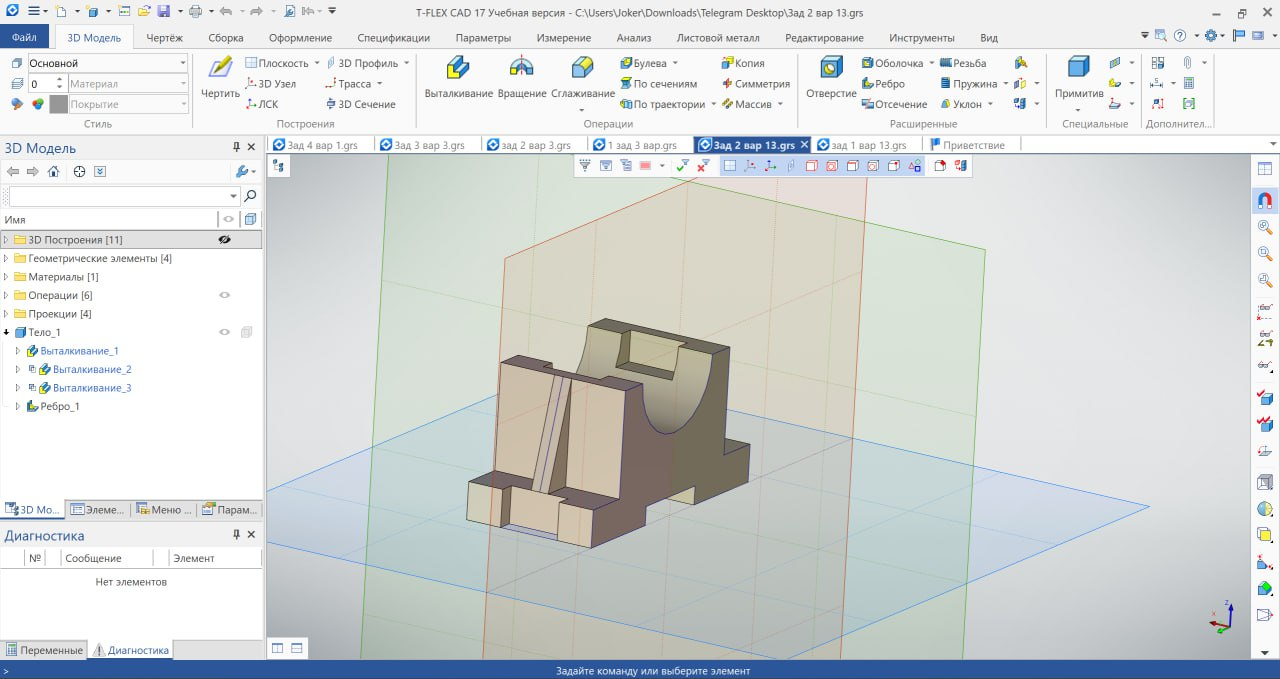 T-FLEX CAD 17 Учебная версия - C:\Users\Joker\Downloads\Telegram Desktop\Зад 2 вар 13.grs
Файл 3D Модель Чертёж Сборка Оформление Спецификации Параметры Измерение Анализ Листовой металл Редактирование Инструменты Вид
Основной
0 Материал
Покрытие
Стиль
Чертить
Плоскость
3D Узел
ЛСК
3D Профиль
Трасса
3D Сечение
Построения
Выталкивание
Вращение
Сглаживание
Булева
По сечениям
По траектории
Копия
Симметрия
Массив
Операции
Отверстие
Оболочка
Ребро
Отсечение
Резьба
Пружина
Уклон
Расширенные
Примитив
Специальные
Дополнител...
3D Модель
Зад 4 вар 1.grs
Зад 3 вар 3.grs
зад 2 вар 3.grs
1 зад 3 вар.grs
Зад 2 вар 13.grs
зад 1 вар 13.grs
Приветствие
Имя
3D Построения [11]
Геометрические элементы [4]
Материалы [1]
Операции [6]
Проекции [4]
Тело_1
Выталкивание_1
Выталкивание_2
Выталкивание_3
Ребро_1
3D Мо... Элеме... Меню ... Парам...
Диагностика
№ Сообщение Элемент
Нет элементов
Переменные Диагностика
Z
X
> Задайте команду или выберите элемент